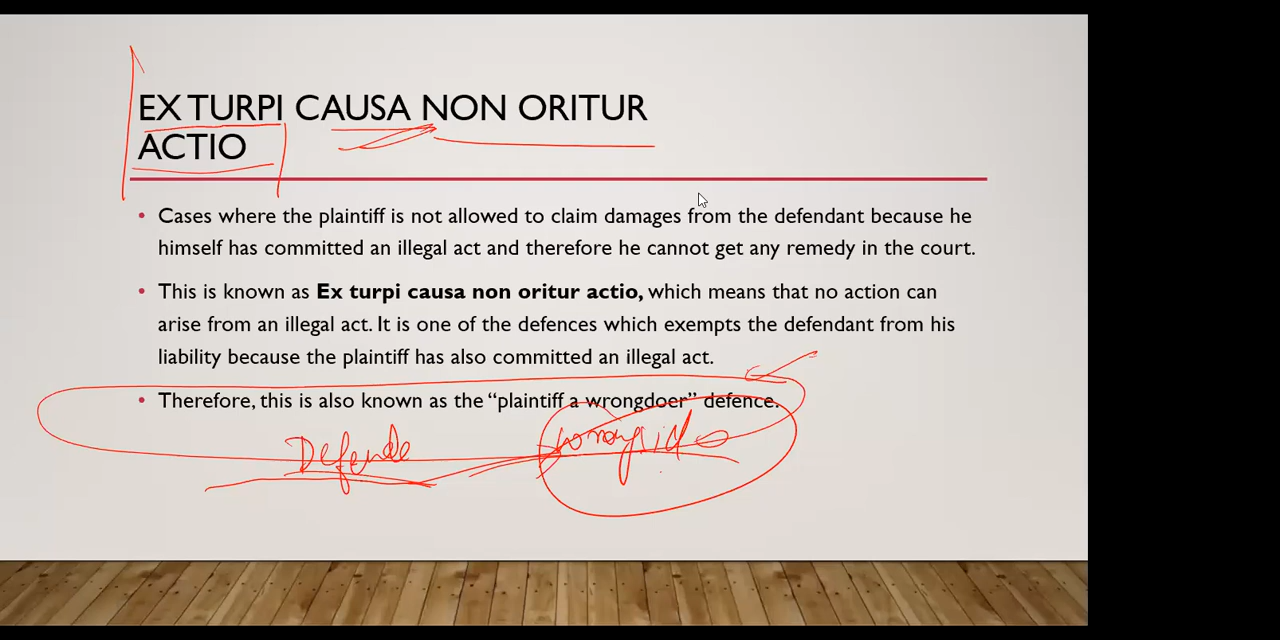 EX TURPI CAUSA NON ORITUR
ACTIO
• Cases where the plaintiff is not allowed to claim damages from the defendant because he
himself has committed an illegal act and therefore he cannot get any remedy in the court.
• This is known as Ex turpi causa non oritur actio, which means that no action can
arise from an illegal act. It is one of the defences which exempts the defendant from his
liability because the plaintiff has also committed an illegal act.
• Therefore, this is also known as the “plaintiff a wrongdoer” defence.
Defende